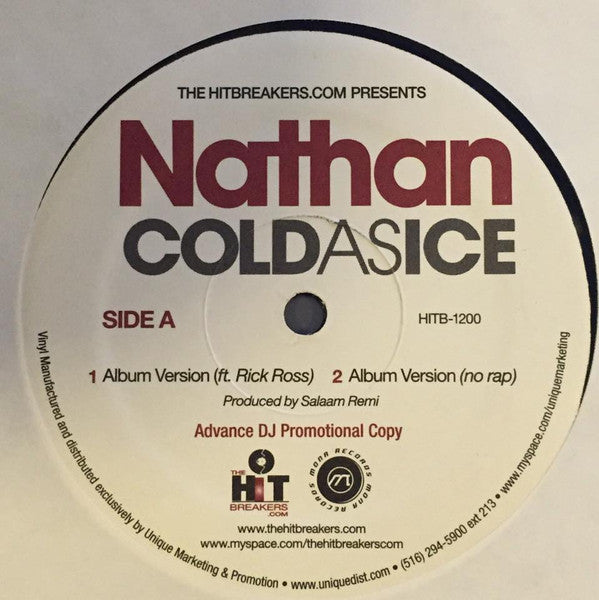 THE HITBREAKERS.COM PRESENTS
Nathan
COLDASICE
SIDE A
HITB-1200
1 Album Version (ft. Rick Ross) 2 Album Version (no rap)
Produced by Salaam Remi
Advance DJ Promotional Copy
THE
HIT
BREAKERS
.COM
MONA RECORDS MONA RECORDS
M
www.thehitbreakers.com
www.myspace.com/thehitbreakerscom
Vinyl Manufactured and distributed exclusively by Unique Marketing & Promotion • www.uniquedist.com • (516) 294-5900 ext 213 • www.myspace.com/uniquemarketing